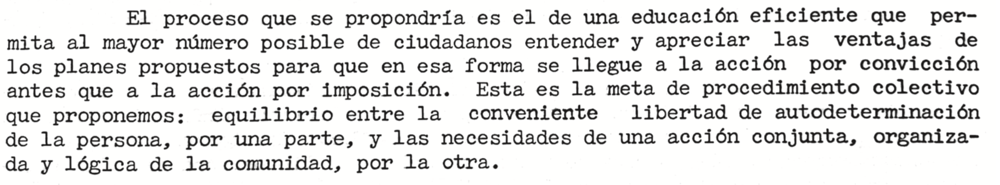 El proceso que se propondría es el de una educación eficiente que per-
mita al mayor número posible de ciudadanos entender y apreciar las ventajas de
los planes propuestos para que en esa forma se llegue a la acción por convicción
antes que a la acción por imposición. Esta es la meta de procedimiento colectivo
que proponemos: equilibrio entre la conveniente libertad de autodeterminación
de la persona, por una parte, y las necesidades de una acción conjunta, organiza-
da y lógica de la comunidad, por la otra.